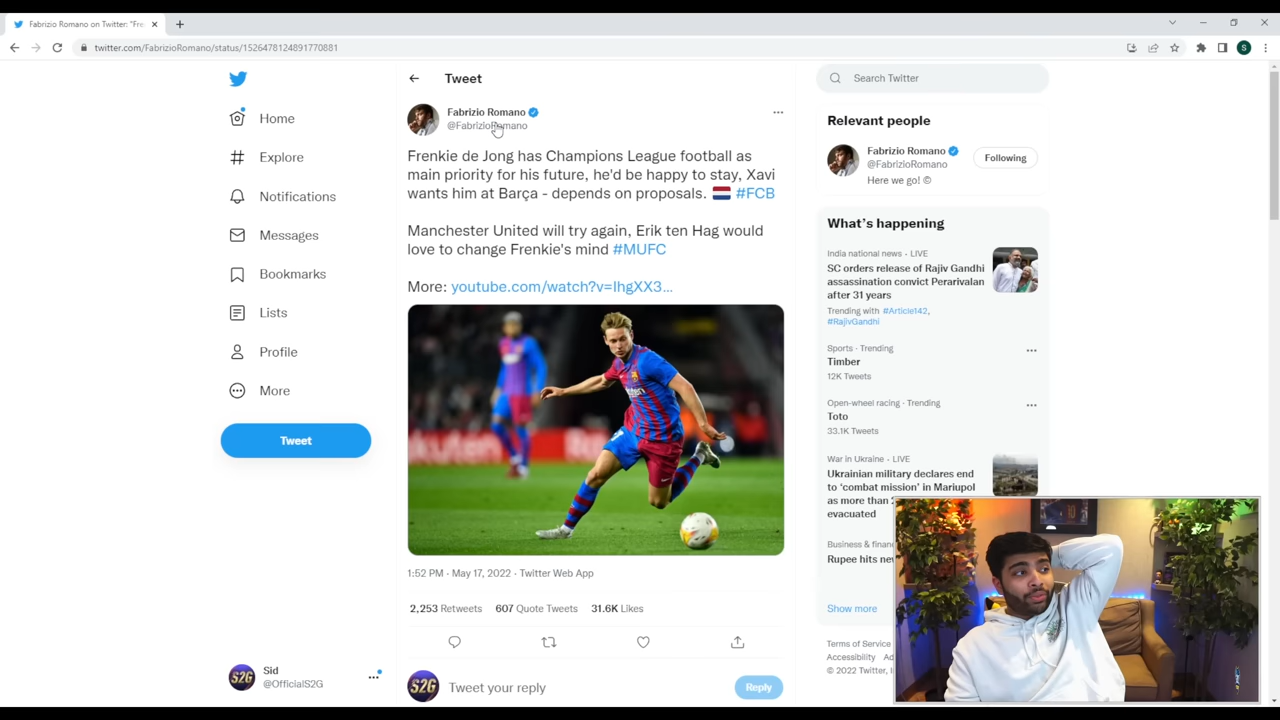 Fabrizio Romano on Twitter: "Fre
twitter.com/FabrizioRomano/status/1526478124891770881
S
Home
Explore
Notifications
Messages
Bookmarks
Lists
Profile
More
Tweet
Sid
@OfficialS2G
Tweet
Fabrizio Romano
@FabrizioRomano
Frenkie de Jong has Champions League football as
main priority for his future, he'd be happy to stay, Xavi
wants him at Barça - depends on proposals. 🇳🇱 #FCB
Manchester United will try again, Erik ten Hag would
love to change Frenkie's mind #MUFC
More: youtube.com/watch?v=IhgXX3...
1:52 PM · May 17, 2022 · Twitter Web App
2,253 Retweets 607 Quote Tweets 31.6K Likes
S2G
Tweet your reply
Reply
Search Twitter
Relevant people
Fabrizio Romano
@FabrizioRomano
Following
Here we go! ©
What's happening
India national news · LIVE
SC orders release of Rajiv Gandhi
assassination convict Perarivalan
after 31 years
Trending with #Article142,
#RajivGandhi
Sports · Trending
Timber
12K Tweets
Open-wheel racing · Trending
Toto
33.1K Tweets
War in Ukraine · LIVE
Ukrainian military declares end
to 'combat mission' in Mariupol
as more than
evacuated
Business & finan
Rupee hits nev
Show more
Terms of Service
Accessibility Ad
© 2022 Twitter, I